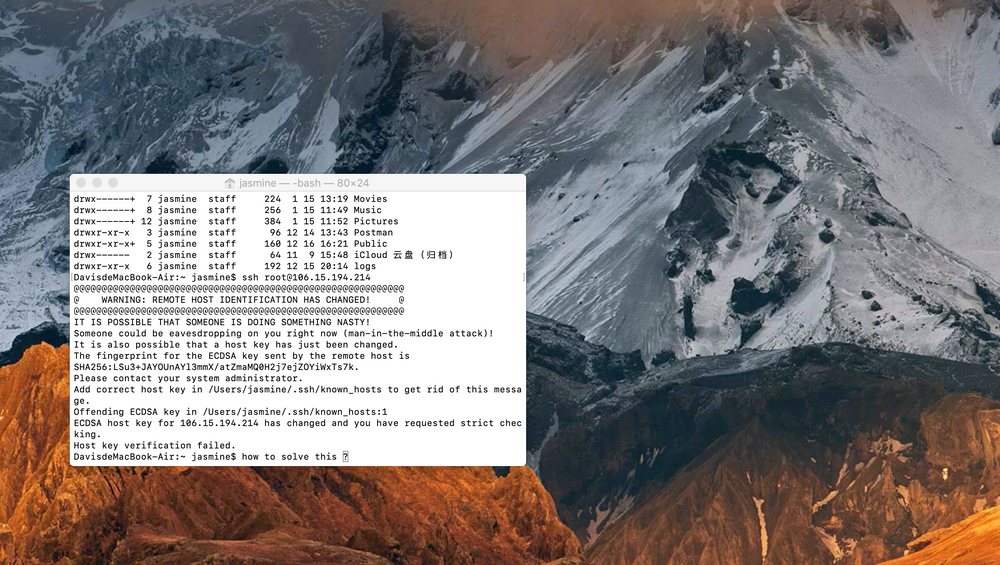 jasmine — -bash — 80×24
drwx------+  7 jasmine  staff     224  1 15 13:19 Movies
drwx------+  8 jasmine  staff     256  1 15 11:49 Music
drwx------+ 12 jasmine  staff     384  1 15 11:52 Pictures
drwxr-xr-x   3 jasmine  staff      96 12 14 13:43 Postman
drwxr-xr-x+  5 jasmine  staff     160 12 16 16:21 Public
drwx------   2 jasmine  staff      64 11  9 15:48 iCloud 云盘（归档）
drwxr-xr-x   6 jasmine  staff     192 12 15 20:14 logs
DavisdeMacBook-Air:~ jasmine$ ssh root@106.15.194.214
@@@@@@@@@@@@@@@@@@@@@@@@@@@@@@@@@@@@@@@@@@@@@@@@@@@@@@@@@@@
@    WARNING: REMOTE HOST IDENTIFICATION HAS CHANGED!     @
@@@@@@@@@@@@@@@@@@@@@@@@@@@@@@@@@@@@@@@@@@@@@@@@@@@@@@@@@@@
IT IS POSSIBLE THAT SOMEONE IS DOING SOMETHING NASTY!
Someone could be eavesdropping on you right now (man-in-the-middle attack)!
It is also possible that a host key has just been changed.
The fingerprint for the ECDSA key sent by the remote host is
SHA256:LSu3+JAYOUnAYl3mmX/atZmaMQ0H2j7ejZOYiWxTs7k.
Please contact your system administrator.
Add correct host key in /Users/jasmine/.ssh/known_hosts to get rid of this messa
ge.
Offending ECDSA key in /Users/jasmine/.ssh/known_hosts:1
ECDSA host key for 106.15.194.214 has changed and you have requested strict chec
king.
Host key verification failed.
DavisdeMacBook-Air:~ jasmine$ how to solve this ?